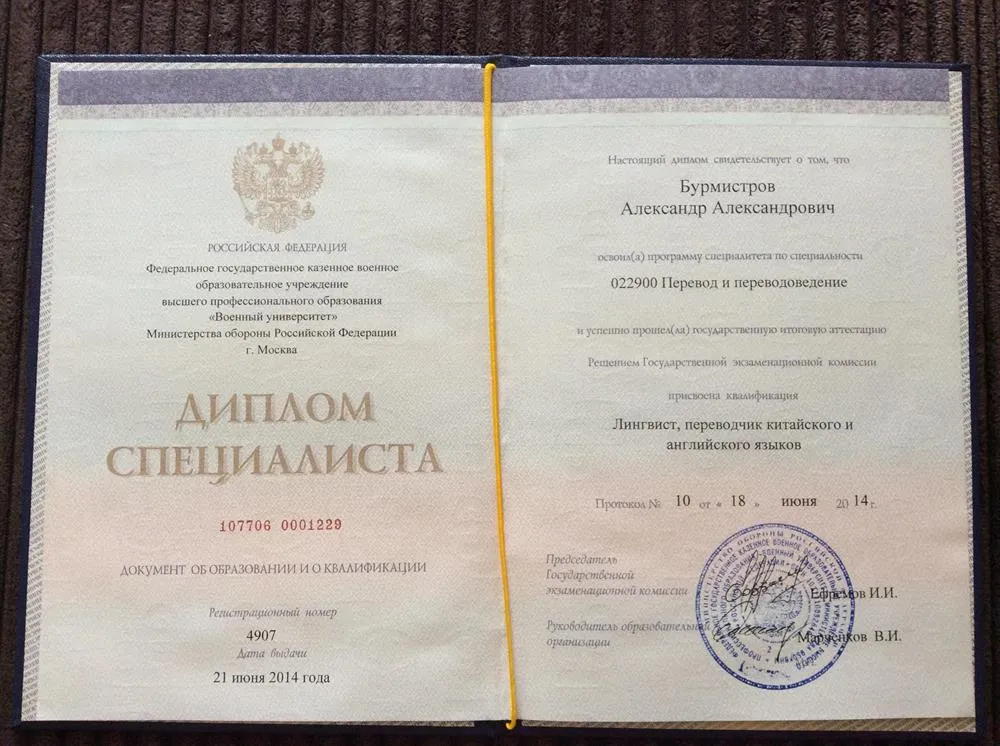 РОССИЙСКАЯ ФЕДЕРАЦИЯ
Федеральное государственное казенное военное
образовательное учреждение
высшего профессионального образования
«Военный университет»
Министерства обороны Российской Федерации
г. Москва
ДИПЛОМ
СПЕЦИАЛИСТА
107706 0001229
ДОКУМЕНТ ОБ ОБРАЗОВАНИИ И О КВАЛИФИКАЦИИ
Регистрационный номер
4907
Дата выдачи
21 июня 2014 года
Настоящий диплом свидетельствует о том, что
Бурмистров
Александр Александрович
освоил(а) программу специалитета по специальности
022900 Перевод и переводоведение
и успешно прошел(ла) государственную итоговую аттестацию
Решением Государственной экзаменационной комиссии
присвоена квалификация
Лингвист, переводчик китайского и
английского языков
Протокол № 10 от « 18 » июня 20 14 г.
Председатель
Государственной
экзаменационной комиссии
Ефремов И.И.
Руководитель образовательной
организации
Марченков В.И.